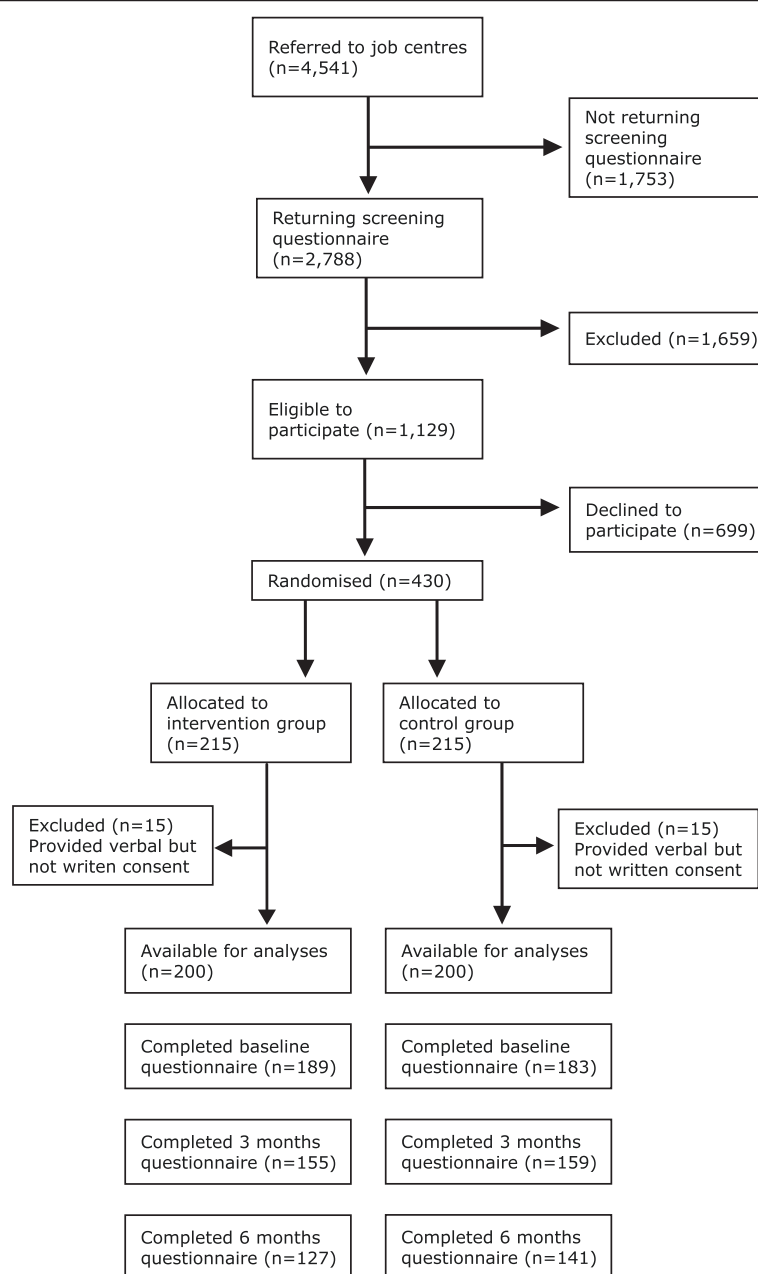 Referred to job centres
(n=4,541)
Not returning
screening
questionnaire
(n=1,753)
Returning screening
questionnaire
(n=2,788)
Excluded (n=1,659)
Eligible to
participate (n=1,129)
Declined to
participate (n=699)
Randomised (n=430)
Allocated to
intervention group
(n=215)
Allocated to
control group
(n=215)
Excluded (n=15)
Provided verbal but
not writen consent
Excluded (n=15)
Provided verbal but
not written consent
Available for analyses
(n=200)
Available for analyses
(n=200)
Completed baseline
questionnaire (n=189)
Completed baseline
questionnaire (n=183)
Completed 3 months
questionnaire (n=155)
Completed 3 months
questionnaire (n=159)
Completed 6 months
questionnaire (n=127)
Completed 6 months
questionnaire (n=141)